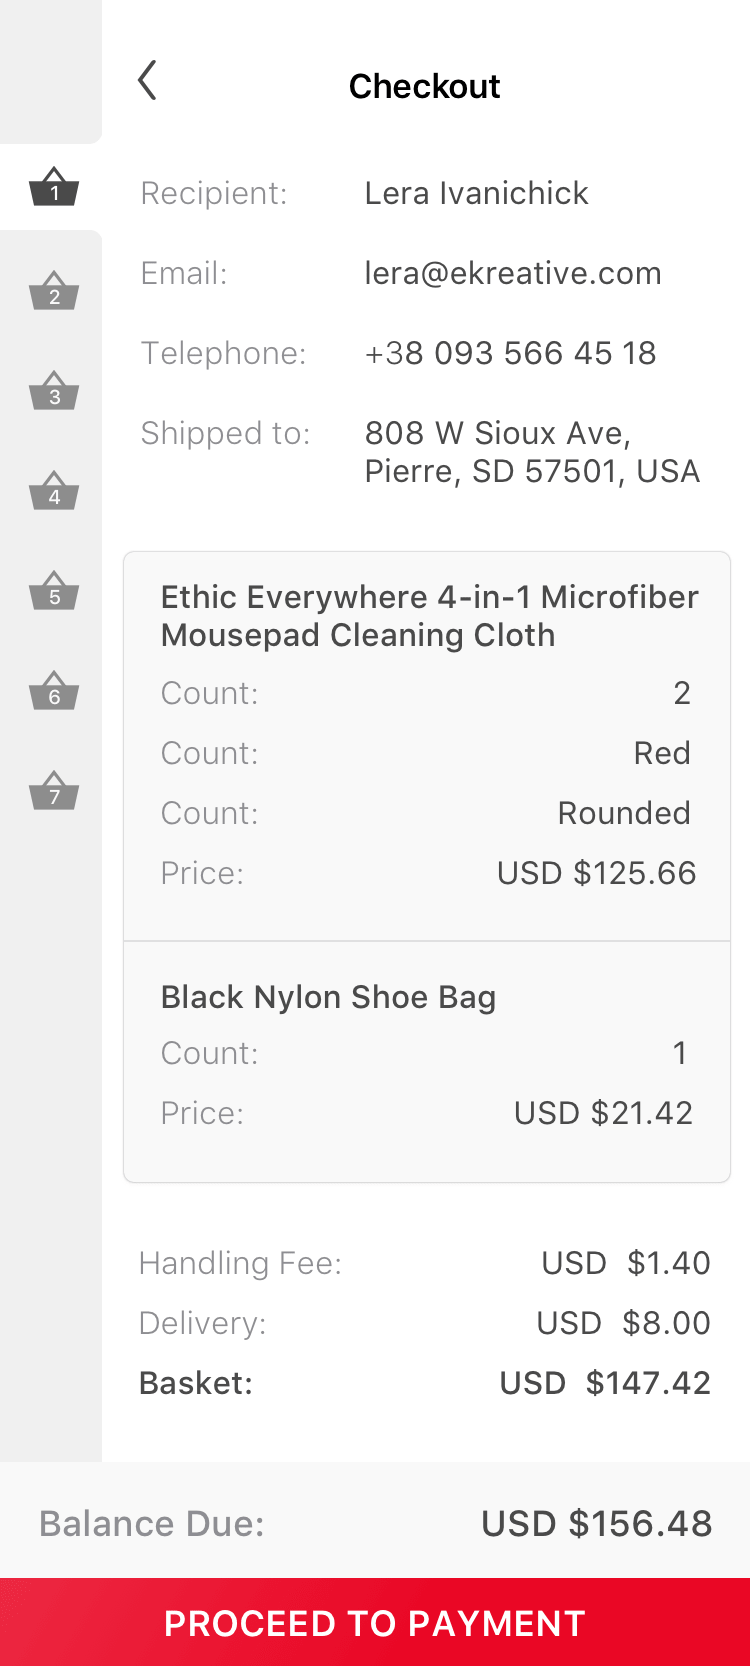 Checkout
1
2
3
4
5
6
7
Recipient: Lera Ivanichick
Email: lera@ekreative.com
Telephone: +38 093 566 45 18
Shipped to: 808 W Sioux Ave,
Pierre, SD 57501, USA
Ethic Everywhere 4-in-1 Microfiber
Mousepad Cleaning Cloth
Count: 2
Count: Red
Count: Rounded
Price: USD $125.66
Black Nylon Shoe Bag
Count: 1
Price: USD $21.42
Handling Fee: USD $1.40
Delivery: USD $8.00
Basket: USD $147.42
Balance Due: USD $156.48
PROCEED TO PAYMENT